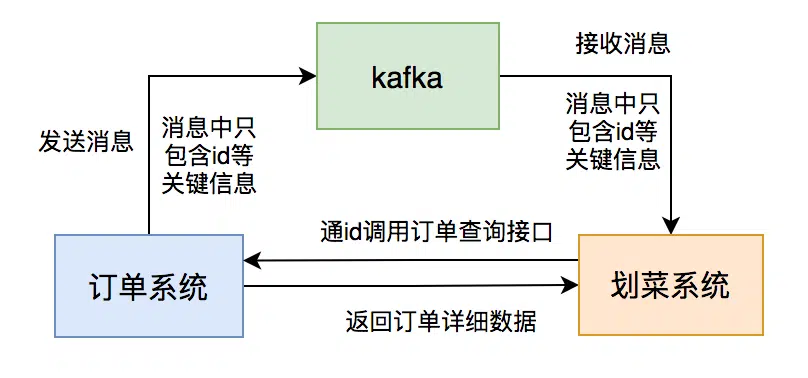 kafka
接收消息
发送消息
消息中只
包含id等
关键信息
消息中只
包含id等
关键信息
通id调用订单查询接口
订单系统
划菜系统
返回订单详细数据